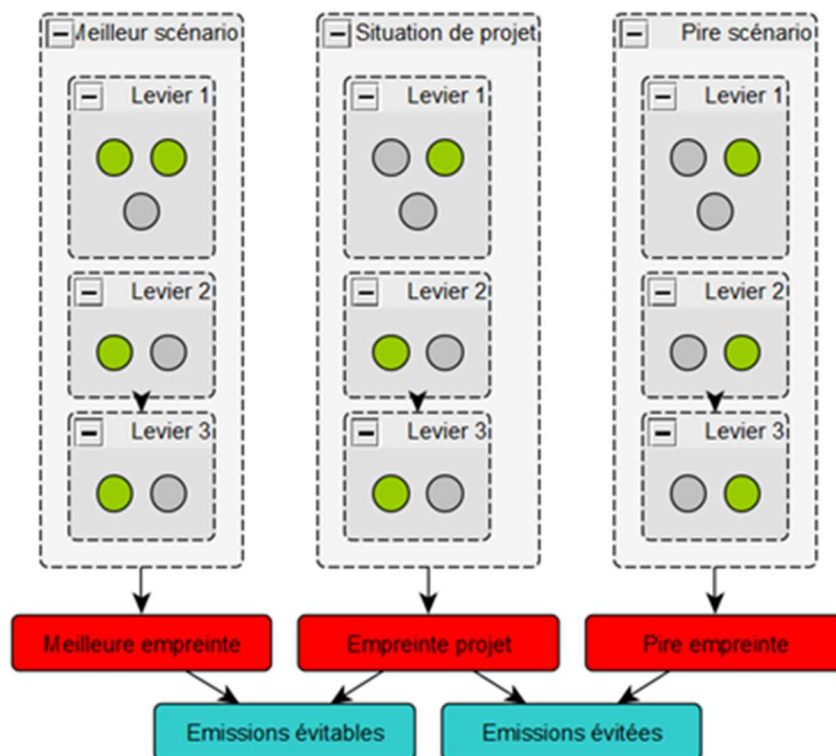 Meilleur scénario
Situation de projet
Pire scénario
Levier 1
Levier 1
Levier 1
Levier 2
Levier 2
Levier 2
Levier 3
Levier 3
Levier 3
Meilleure empreinte
Empreinte projet
Pire empreinte
Emissions évitables
Emissions évitées